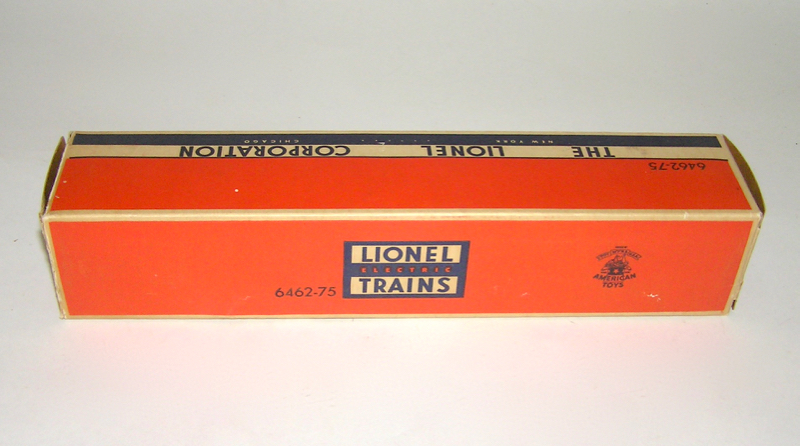 NEW YORK CHICAGO
THE LIONEL CORPORATION
6462-75
LIONEL
ELECTRIC
TRAINS
6462-75
AMERICAN
TOYS